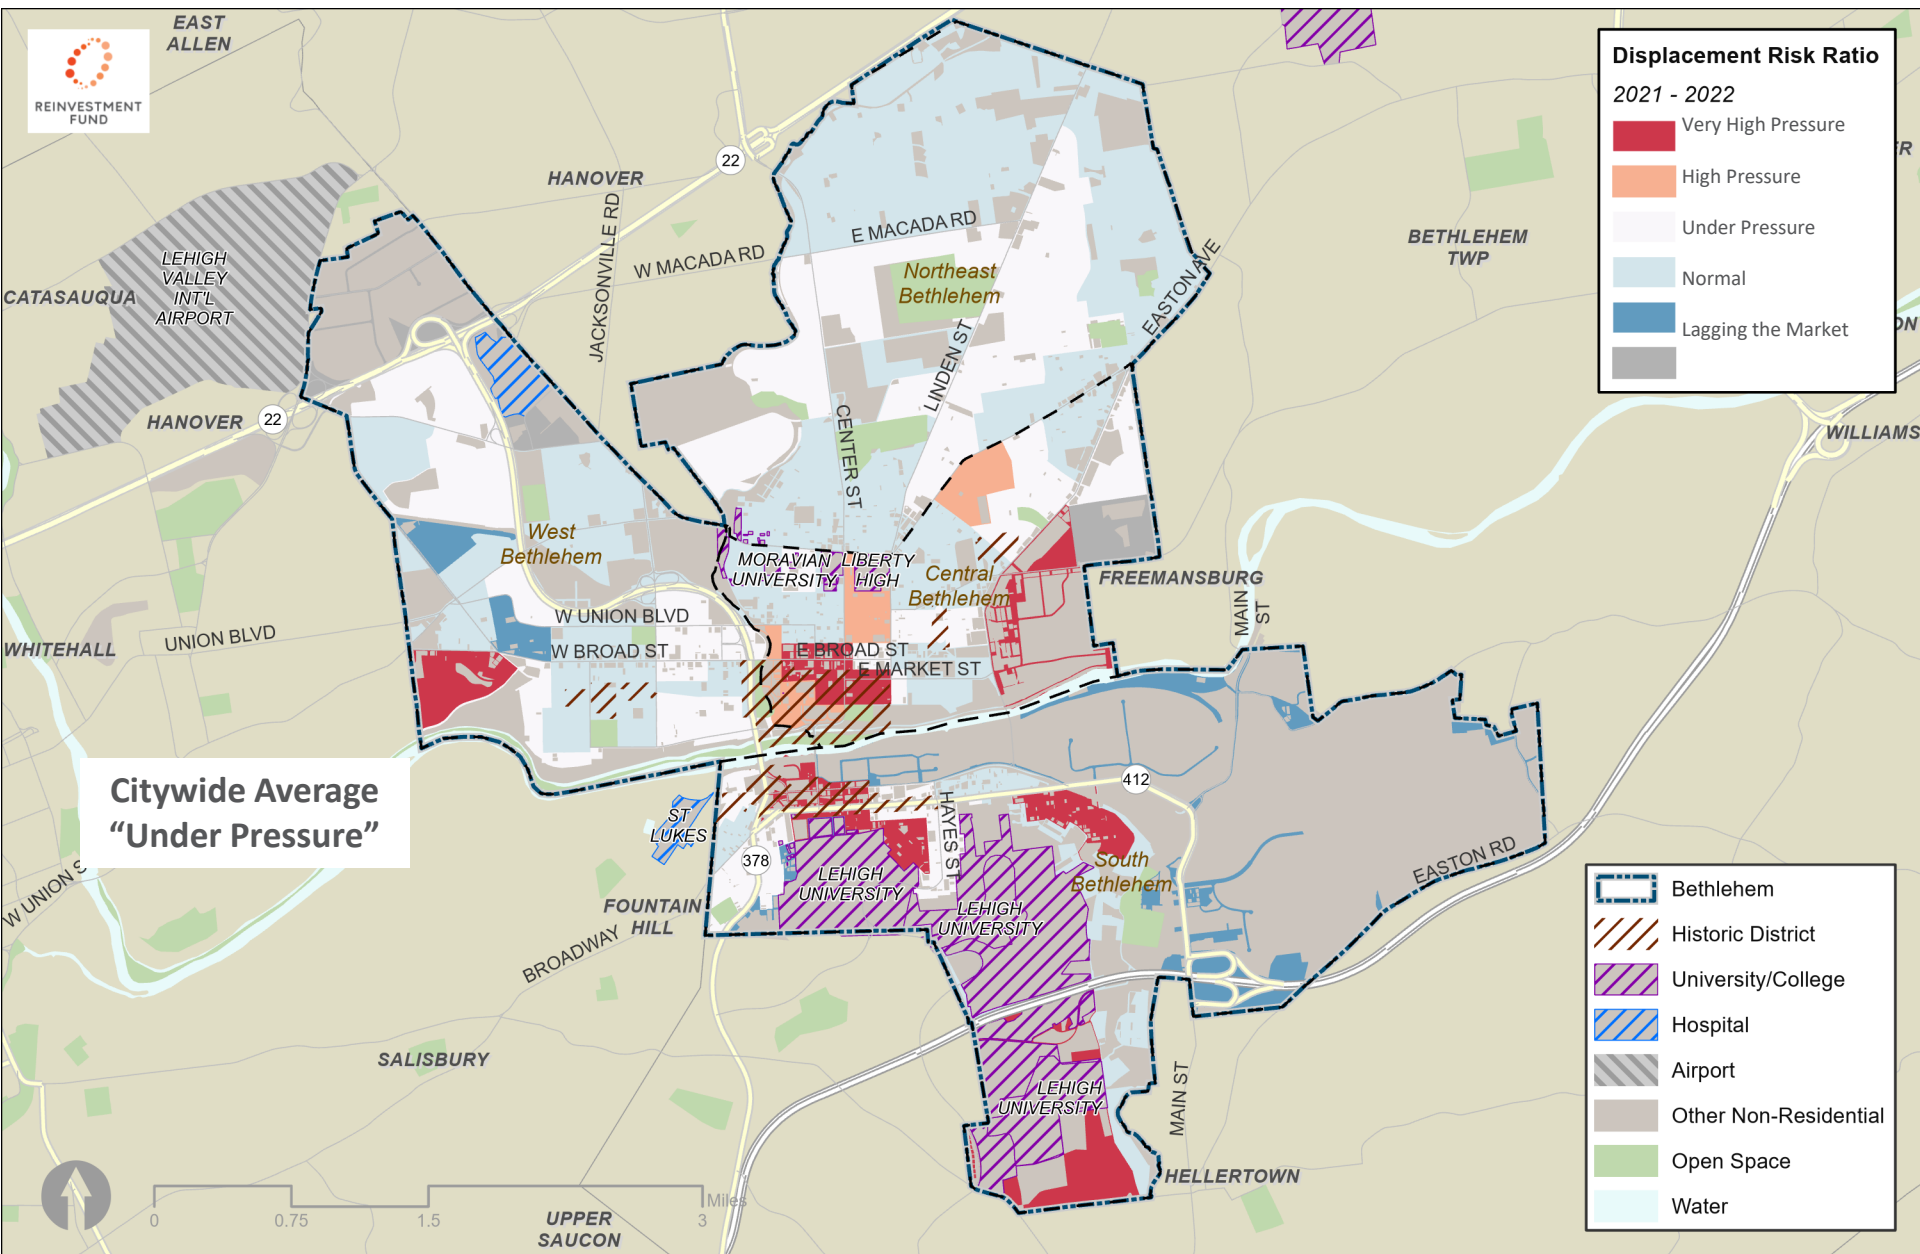 EAST
ALLEN
REINVESTMENT
FUND
Displacement Risk Ratio
2021 - 2022
Very High Pressure
High Pressure
Under Pressure
Normal
Lagging the Market
22
HANOVER
JACKSONVILLE RD
E MACADA RD
W MACADA RD
BETHLEHEM
TWP
LEHIGH
VALLEY
INT'L
AIRPORT
CATASAUQUA
Northeast
Bethlehem
EASTON AVE
LINDEN ST
CENTER ST
HANOVER
22
WILLIAMS
West
Bethlehem
MORAVIAN
UNIVERSITY
LIBERTY
HIGH
Central
Bethlehem
FREEMANSBURG
MAIN
ST
WHITEHALL
UNION BLVD
W UNION BLVD
W BROAD ST
E BROAD ST
E MARKET ST
Citywide Average
“Under Pressure”
412
HAYES ST
ST
LUKES
378
LEHIGH
UNIVERSITY
South
Bethlehem
EASTON RD
W UNION S
FOUNTAIN
HILL
BROADWAY
LEHIGH
UNIVERSITY
Bethlehem
Historic District
University/College
Hospital
Airport
Other Non-Residential
Open Space
Water
SALISBURY
LEHIGH
UNIVERSITY
MAIN ST
HELLERTOWN
Miles
0
0.75
1.5
3
UPPER
SAUCON